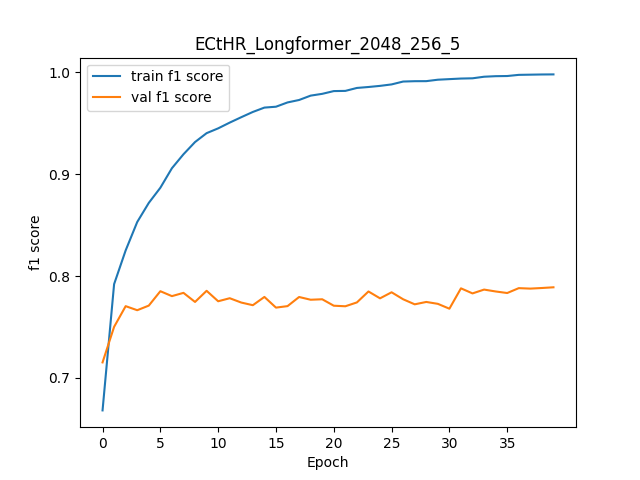 ECtHR_Longformer_2048_256_5
train f1 score
val f1 score
1.0
0.9
0.8
0.7
f1 score
0 5 10 15 20 25 30 35
Epoch